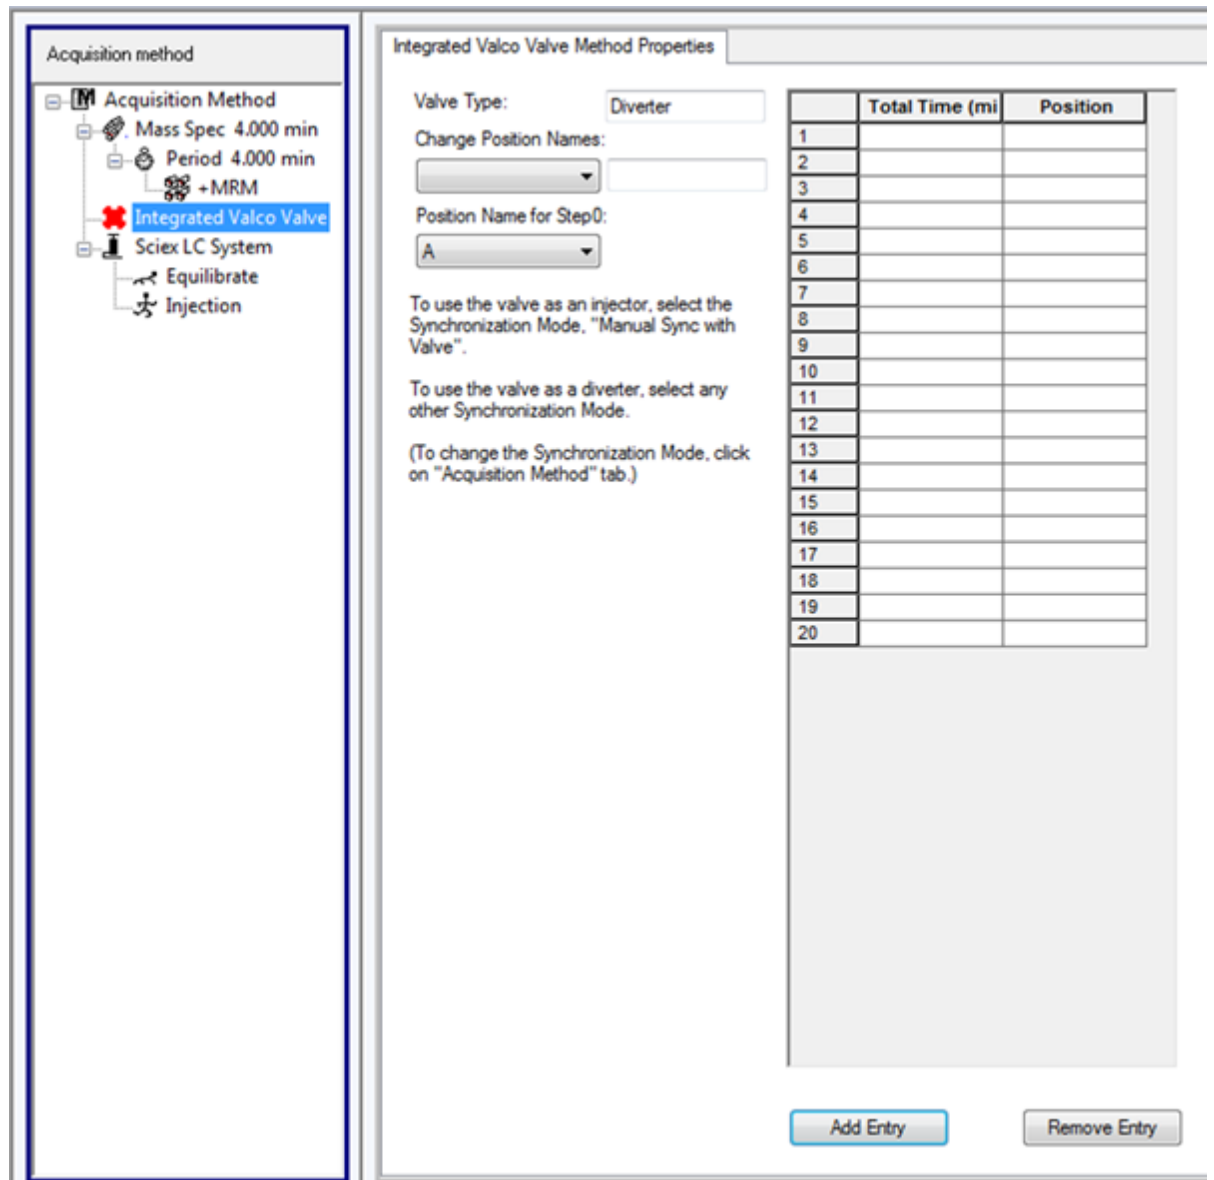 Acquisition method
Acquisition Method
Mass Spec 4.000 min
Period 4.000 min
+MRM
Integrated Valco Valve
Sciex LC System
Equilibrate
Injection
Integrated Valco Valve Method Properties
Valve Type:
Diverter
Change Position Names:
Position Name for Step0:
A
To use the valve as an injector, select the
Synchronization Mode, "Manual Sync with
Valve".
To use the valve as a diverter, select any
other Synchronization Mode.
(To change the Synchronization Mode, click
on "Acquisition Method" tab.)
Total Time (mi Position
1
2
3
4
5
6
7
8
9
10
11
12
13
14
15
16
17
18
19
20
Add Entry
Remove Entry